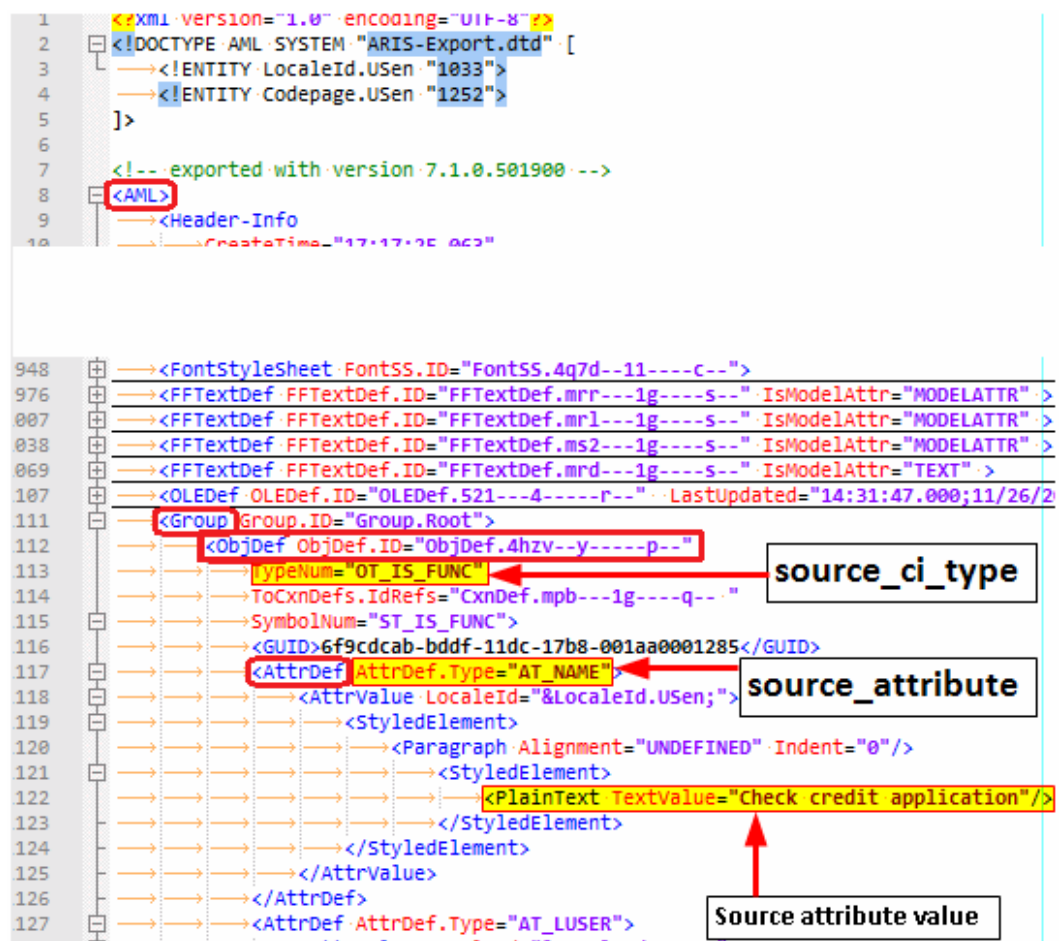 1 <?xml version="1.0" encoding="UTF-8"?>
2 <!DOCTYPE AML SYSTEM "ARIS-Export.dtd" [
3 <!ENTITY LocaleId.USen "1033">
4 <!ENTITY Codepage.USen "1252">
5 ]>
6
7 <!-- exported with version 7.1.0.501900 -->
8 <AML>
9 <Header-Info
10 CreateTime="17:17:25.063"
948 <FontStyleSheet FontSS.ID="FontSS.4q7d--11----c--">
976 <FFTextDef FFTextDef.ID="FFTextDef.mrr---1g----s--" IsModelAttr="MODELATTR" >
007 <FFTextDef FFTextDef.ID="FFTextDef.mrl---1g----s--" IsModelAttr="MODELATTR" >
038 <FFTextDef FFTextDef.ID="FFTextDef.ms2---1g----s--" IsModelAttr="MODELATTR" >
069 <FFTextDef FFTextDef.ID="FFTextDef.mrd---1g----s--" IsModelAttr="TEXT" >
107 <OLEDef OLEDef.ID="OLEDef.521---4-----r--" LastUpdated="14:31:47.000;11/26/2
111 <Group Group.ID="Group.Root">
112 <ObjDef ObjDef.ID="ObjDef.4hzv--y-----p--"
113 TypeNum="OT_IS_FUNC" source_ci_type
114 ToCxnDefs.IdRefs="CxnDef.mpb---1g----q-- "
115 SymbolNum="ST_IS_FUNC">
116 <GUID>6f9cdcab-bddf-11dc-17b8-001aa0001285</GUID>
117 <AttrDef AttrDef.Type="AT_NAME"> source_attribute
118 <AttrValue LocaleId="&LocaleId.USen;">
119 <StyledElement>
120 <Paragraph Alignment="UNDEFINED" Indent="0"/>
121 <StyledElement>
122 <PlainText TextValue="Check credit application"/>
123 </StyledElement>
124 </StyledElement>
125 </AttrValue>
126 </AttrDef>
127 <AttrDef AttrDef.Type="AT_LUSER"> Source attribute value